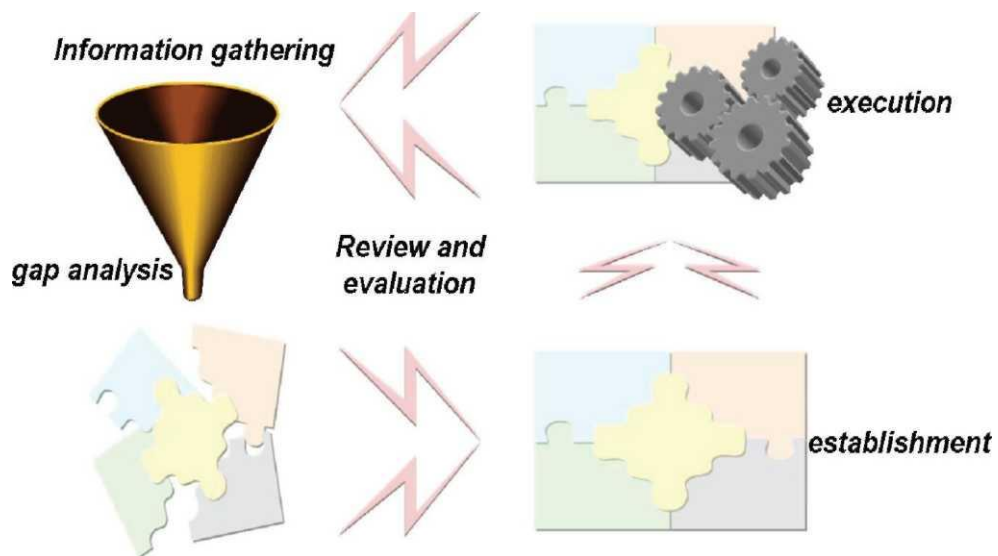 Information gathering
execution
Review and
evaluation
gap analysis
establishment